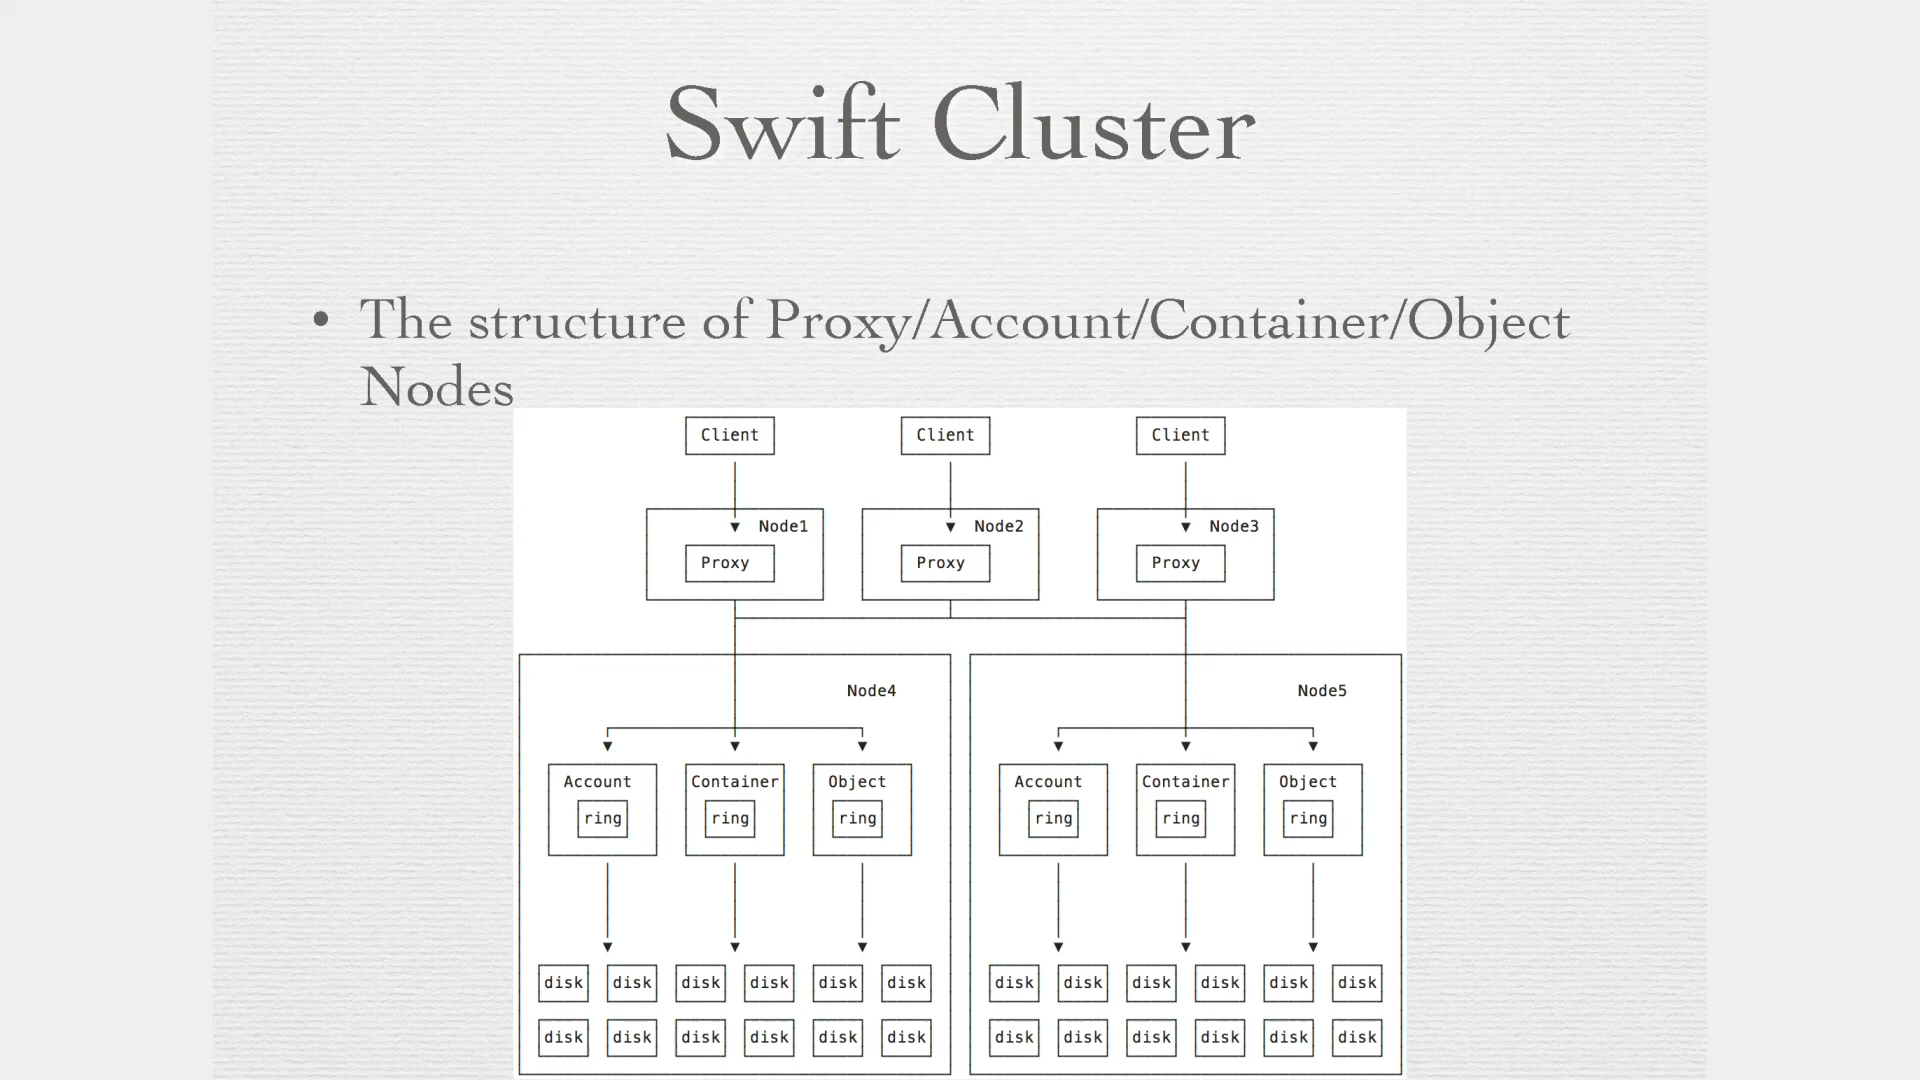 Swift Cluster
• The structure of Proxy/Account/Container/Object
Nodes
Client Client Client
Node1 Node2 Node3
Proxy Proxy Proxy
Node4 Node5
Account Container Object Account Container Object
ring ring ring ring ring ring
disk disk disk disk disk disk disk disk disk disk disk disk
disk disk disk disk disk disk disk disk disk disk disk disk